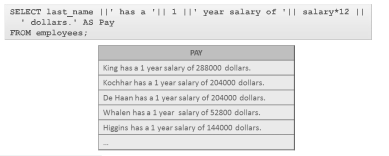 SELECT last_name ||' has a '|| 1 ||' year salary of '|| salary*12 ||
' dollars.' AS Pay
FROM employees;
PAY
King has a 1 year salary of 288000 dollars.
Kochhar has a 1 year salary of 204000 dollars.
De Haan has a 1 year salary of 204000 dollars.
Whalen has a 1 year salary of 52800 dollars.
Higgins has a 1 year salary of 144000 dollars.
...